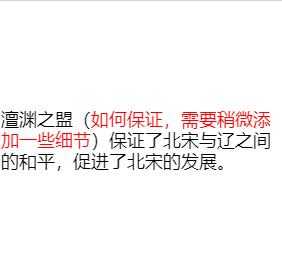 澶渊之盟（如何保证，需要稍微添
加一些细节）保证了北宋与辽之间
的和平，促进了北宋的发展。